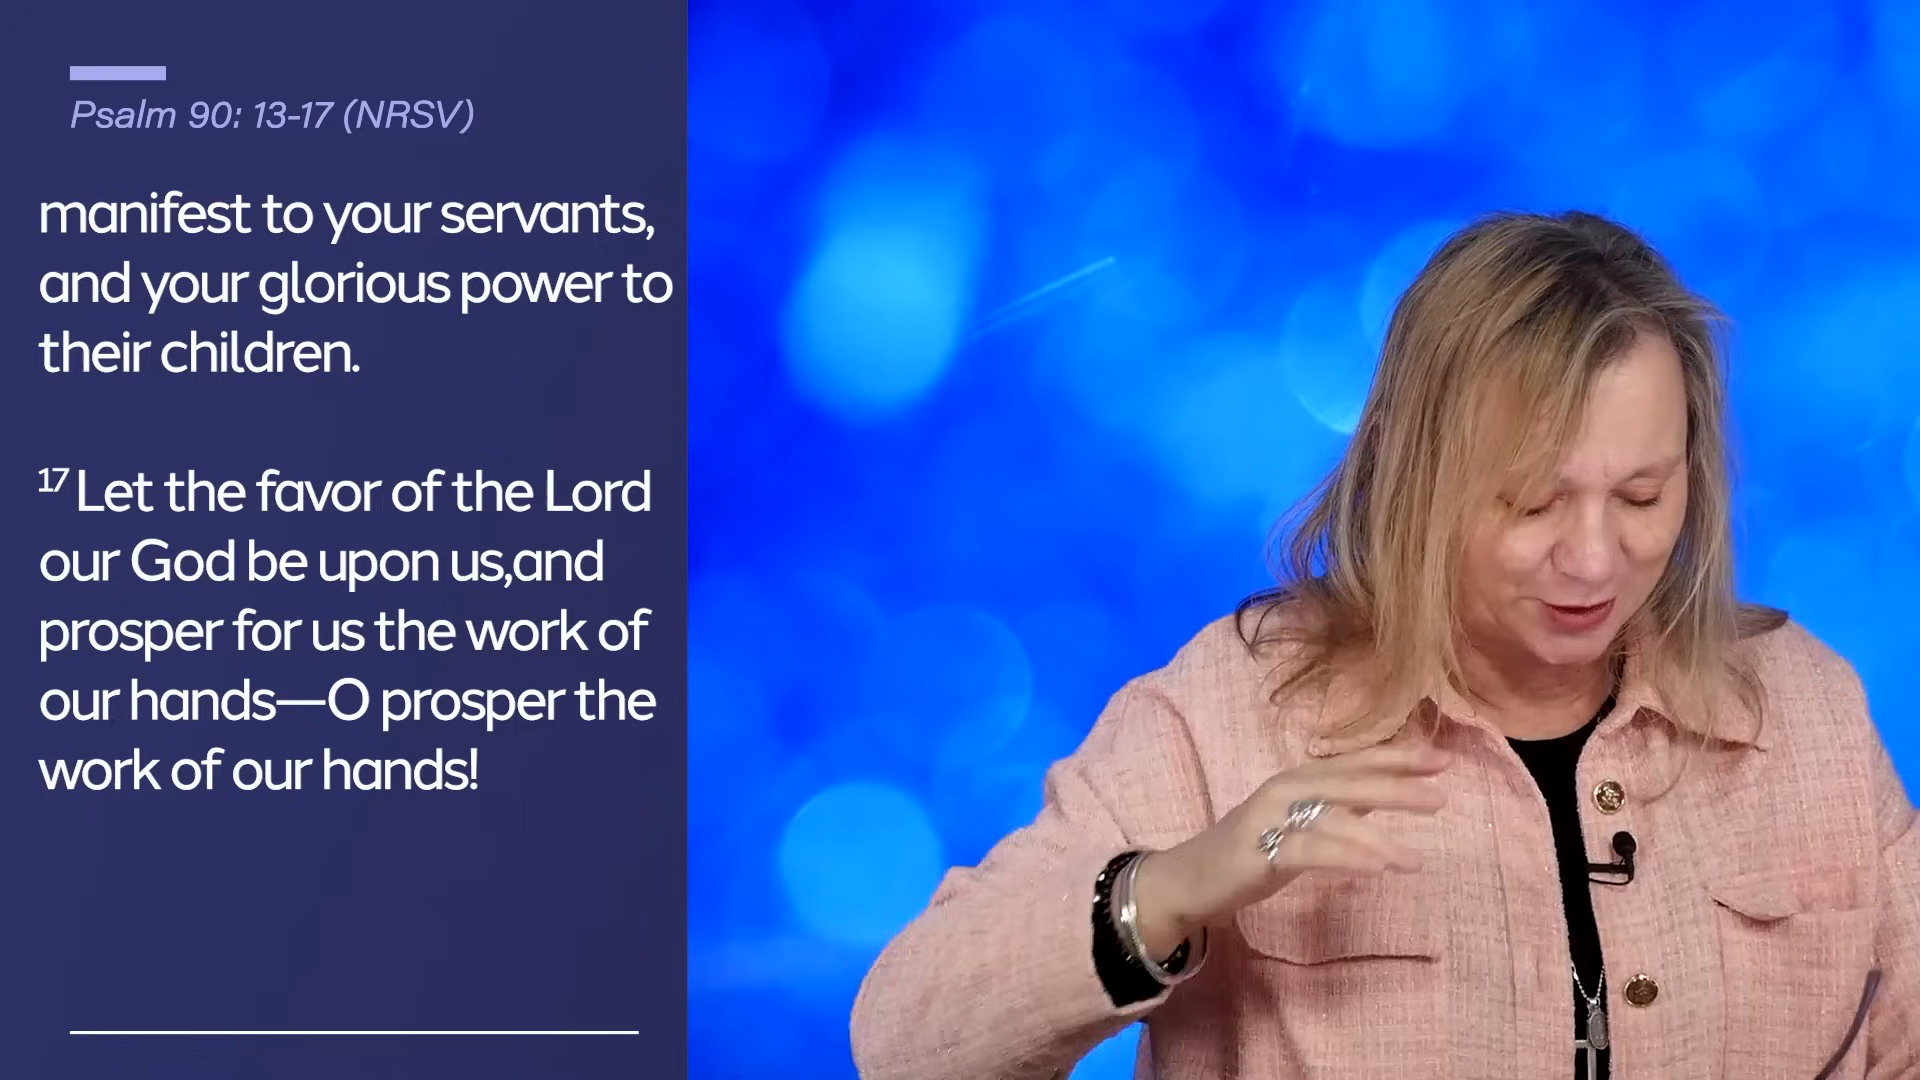 Psalm 90: 13-17 (NRSV)
manifest to your servants,
and your glorious power to
their children.
17 Let the favor of the Lord
our God be upon us,and
prosper for us the work of
our hands—O prosper the
work of our hands!